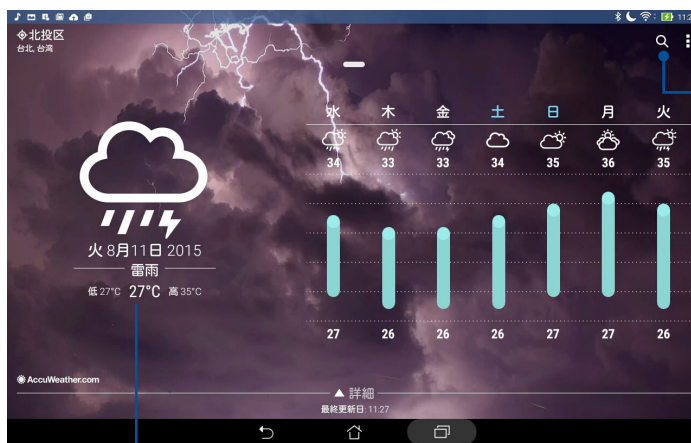 北投区
台北, 台湾
水 木 金 土 日 月 火
34 33 33 34 35 36 35
火 8月11日 2015
雷雨
低 27°C 27°C 高 35°C
27 26 26 26 27 27 26
AccuWeather.com
▲ 詳細
最終更新日: 11:27